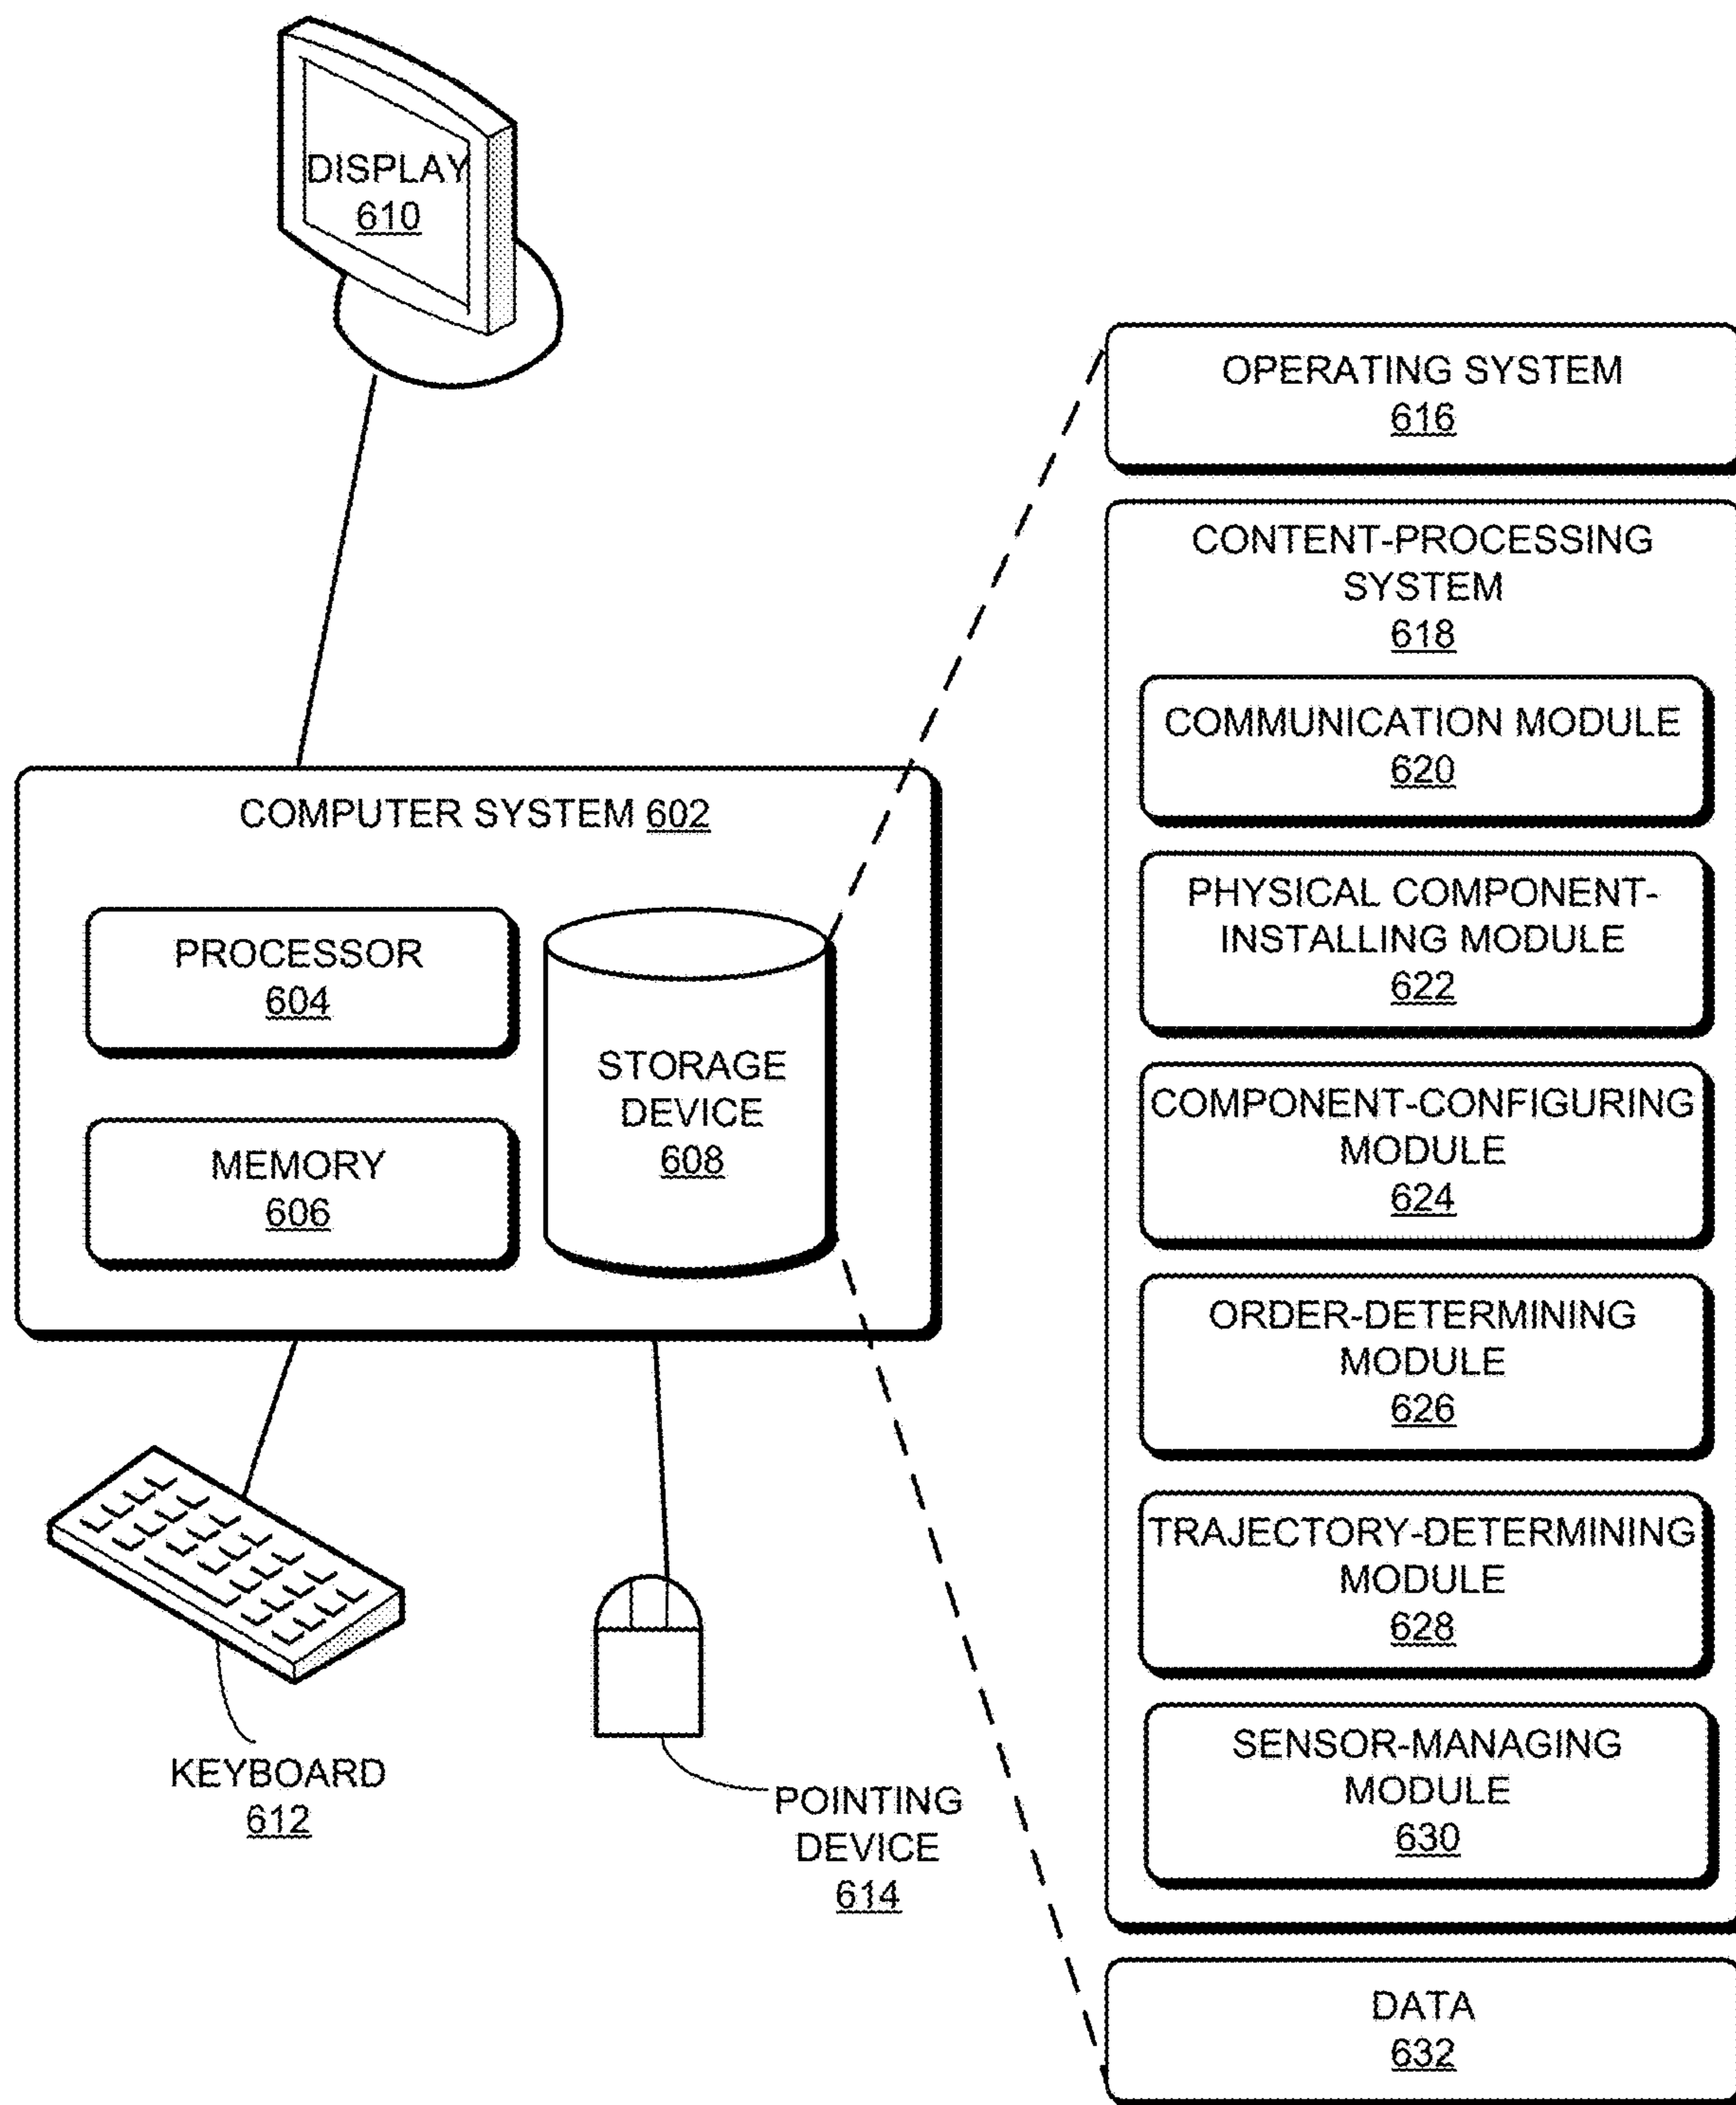 DISPLAY
610
COMPUTER SYSTEM 602
PROCESSOR
604
MEMORY
606
STORAGE
DEVICE
608
KEYBOARD
612
POINTING
DEVICE
614
OPERATING SYSTEM
616
CONTENT-PROCESSING
SYSTEM
618
COMMUNICATION MODULE
620
PHYSICAL COMPONENT-
INSTALLING MODULE
622
COMPONENT-CONFIGURING
MODULE
624
ORDER-DETERMINING
MODULE
626
TRAJECTORY-DETERMINING
MODULE
628
SENSOR-MANAGING
MODULE
630
DATA
632